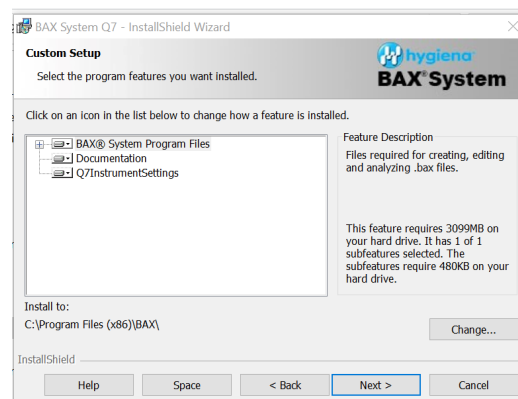 BAX System Q7 - InstallShield Wizard
Custom Setup
Select the program features you want installed.
hygiena
BAX® System
Click on an icon in the list below to change how a feature is installed.
BAX® System Program Files
Documentation
Q7InstrumentSettings
Feature Description
Files required for creating, editing
and analyzing .bax files.
This feature requires 3099MB on
your hard drive. It has 1 of 1
subfeatures selected. The
subfeatures require 480KB on your
hard drive.
Install to:
C:\Program Files (x86)\BAX\
Change...
InstallShield
Help
Space
< Back
Next >
Cancel